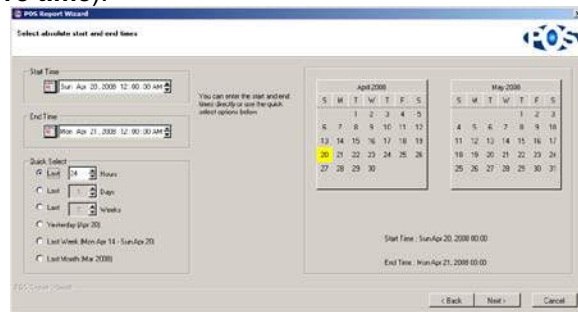 POS Report Wizard
Select absolute start and end times
POS
Start Time
Sun Apr 20, 2008 12:00:00 AM
End Time
Mon Apr 21, 2008 12:00:00 AM
You can enter the start and end
times directly or use the quick
select options below
Quick Select
Last 24 Hours
Last 1 Days
Last 1 Weeks
Yesterday (Apr 20)
Last Week (Mon Apr 14 - Sun Apr 20)
Last Month (Mar 2008)
April 2008
S M T W T F S
1 2 3 4 5
6 7 8 9 10 11 12
13 14 15 16 17 18 19
20 21 22 23 24 25 26
27 28 29 30
May 2008
S M T W T F S
1 2 3
4 5 6 7 8 9 10
11 12 13 14 15 16 17
18 19 20 21 22 23 24
25 26 27 28 29 30 31
Start Time : Sun Apr 20, 2008 00:00
End Time : Mon Apr 21, 2008 00:00
POS Report Wizard
< Back Next > Cancel